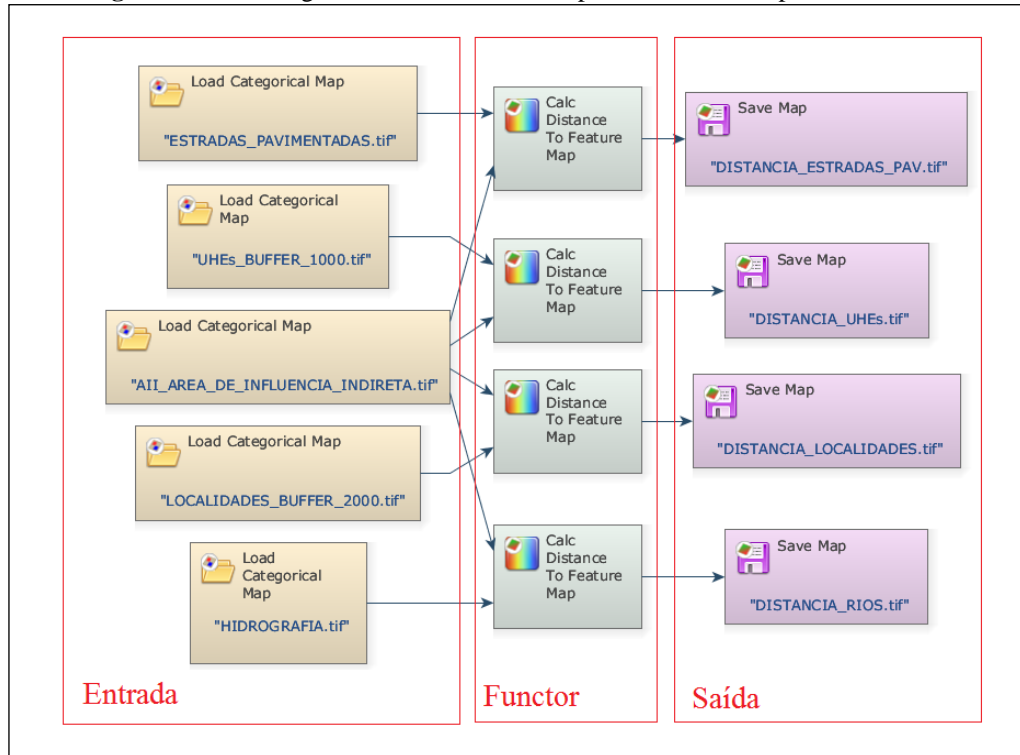 Load Categorical Map
"ESTRADAS_PAVIMENTADAS.tif"
Load Categorical
Map
"UHEs_BUFFER_1000.tif"
Load Categorical Map
"AII_AREA_DE_INFLUENCIA_INDIRETA.tif"
Load Categorical Map
"LOCALIDADES_BUFFER_2000.tif"
Load
Categorical
Map
"HIDROGRAFIA.tif"
Entrada
Calc
Distance
To Feature
Map
Calc
Distance
To Feature
Map
Calc
Distance
To Feature
Map
Calc
Distance
To Feature
Map
Functor
Save Map
"DISTANCIA_ESTRADAS_PAV.tif"
Save Map
"DISTANCIA_UHEs.tif"
Save Map
"DISTANCIA_LOCALIDADES.tif"
Save Map
"DISTANCIA_RIOS.tif"
Saída